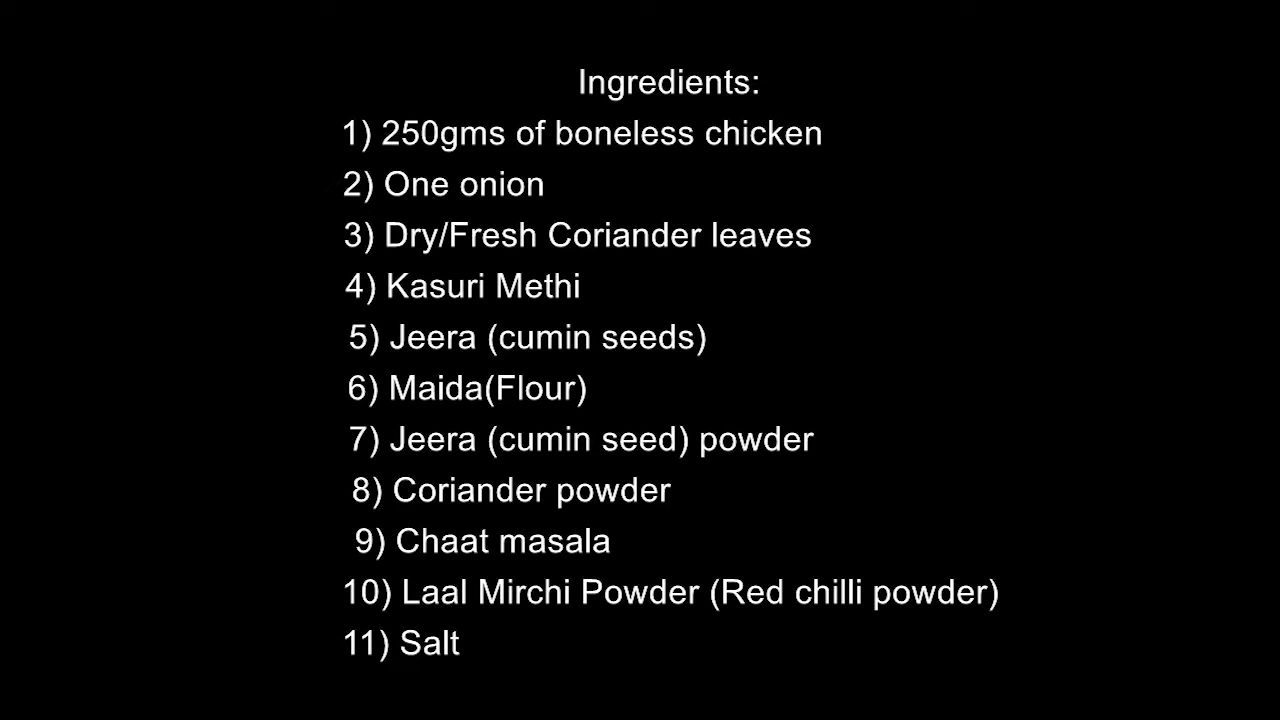 Ingredients:
1) 250gms of boneless chicken
2) One onion
3) Dry/Fresh Coriander leaves
4) Kasuri Methi
5) Jeera (cumin seeds)
6) Maida(Flour)
7) Jeera (cumin seed) powder
8) Coriander powder
9) Chaat masala
10) Laal Mirchi Powder (Red chilli powder)
11) Salt